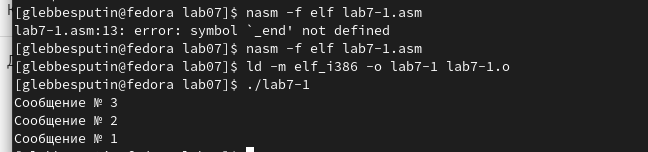 [glebbesputin@fedora lab07]$ nasm -f elf lab7-1.asm
lab7-1.asm:13: error: symbol `_end' not defined
[glebbesputin@fedora lab07]$ nasm -f elf lab7-1.asm
[glebbesputin@fedora lab07]$ ld -m elf_i386 -o lab7-1 lab7-1.o
[glebbesputin@fedora lab07]$ ./lab7-1
Сообщение № 3
Сообщение № 2
Сообщение № 1